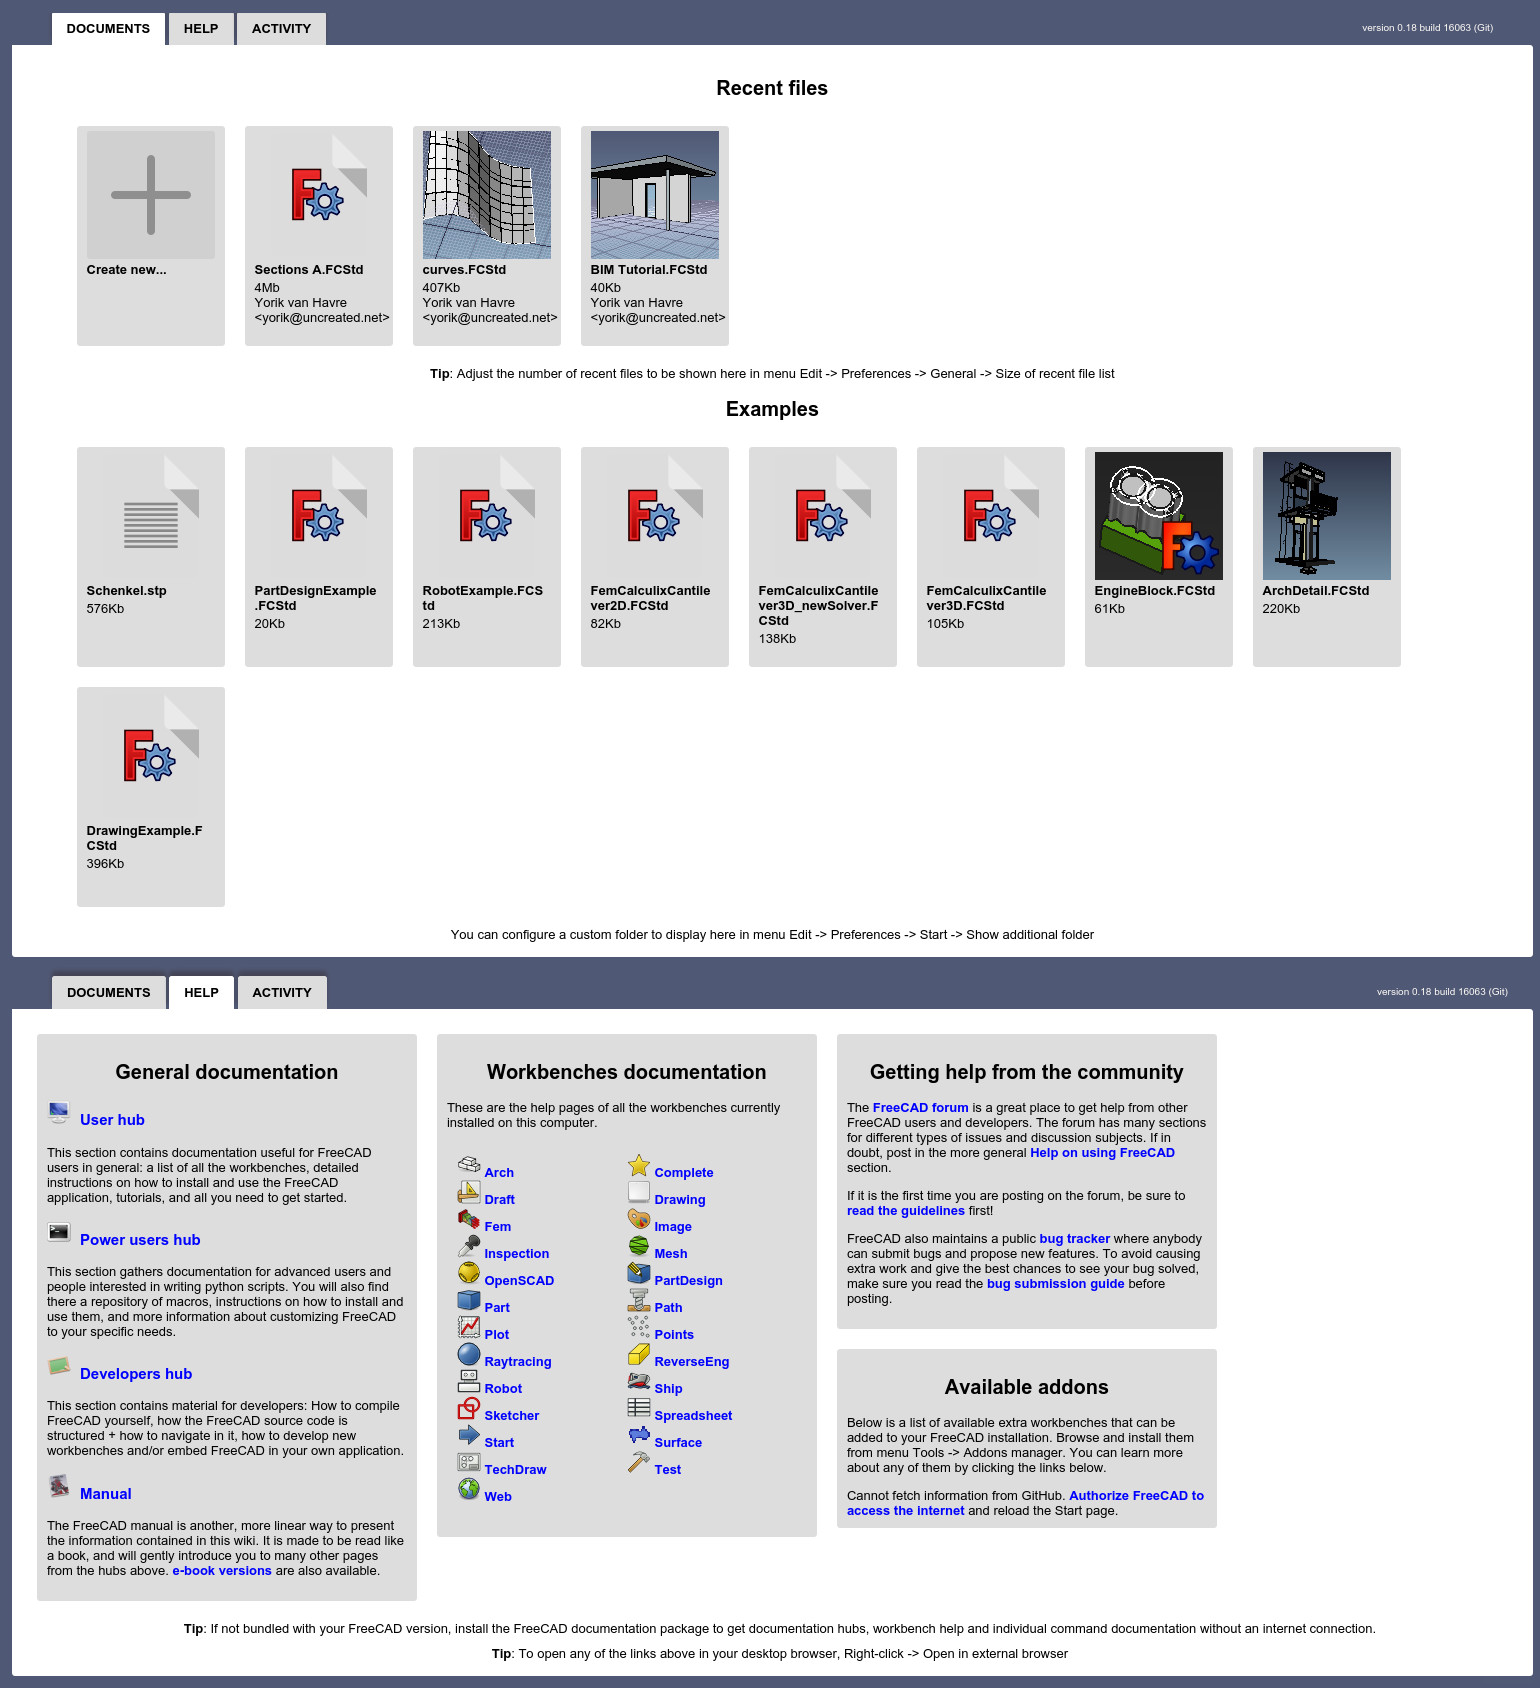 DOCUMENTS HELP ACTIVITY version 0.18 build 16063 (Git)
Recent files
Create new...
Sections A.FCStd
4Mb
Yorik van Havre
<yorik@uncreated.net>
curves.FCStd
407Kb
Yorik van Havre
<yorik@uncreated.net>
BIM Tutorial.FCStd
40Kb
Yorik van Havre
<yorik@uncreated.net>
Tip: Adjust the number of recent files to be shown here in menu Edit -> Preferences -> General -> Size of recent file list
Examples
Schenkel.stp
576Kb
PartDesignExample
.FCStd
20Kb
RobotExample.FCS
td
213Kb
FemCalculixCantile
ver2D.FCStd
82Kb
FemCalculixCantile
ver3D_newSolver.F
CStd
138Kb
FemCalculixCantile
ver3D.FCStd
105Kb
EngineBlock.FCStd
61Kb
ArchDetail.FCStd
220Kb
DrawingExample.F
CStd
396Kb
You can configure a custom folder to display here in menu Edit -> Preferences -> Start -> Show additional folder
DOCUMENTS HELP ACTIVITY version 0.18 build 16063 (Git)
General documentation
User hub
This section contains documentation useful for FreeCAD
users in general: a list of all the workbenches, detailed
instructions on how to install and use the FreeCAD
application, tutorials, and all you need to get started.
Power users hub
This section gathers documentation for advanced users and
people interested in writing python scripts. You will also find
there a repository of macros, instructions on how to install and
use them, and more information about customizing FreeCAD
to your specific needs.
Developers hub
This section contains material for developers: How to compile
FreeCAD yourself, how the FreeCAD source code is
structured + how to navigate in it, how to develop new
workbenches and/or embed FreeCAD in your own application.
Manual
The FreeCAD manual is another, more linear way to present
the information contained in this wiki. It is made to be read like
a book, and will gently introduce you to many other pages
from the hubs above. e-book versions are also available.
Workbenches documentation
These are the help pages of all the workbenches currently
installed on this computer.
Arch Complete
Draft Drawing
Fem Image
Inspection Mesh
OpenSCAD PartDesign
Part Path
Plot Points
Raytracing ReverseEng
Robot Ship
Sketcher Spreadsheet
Start Surface
TechDraw Test
Web
Getting help from the community
The FreeCAD forum is a great place to get help from other
FreeCAD users and developers. The forum has many sections
for different types of issues and discussion subjects. If in
doubt, post in the more general Help on using FreeCAD
section.
If it is the first time you are posting on the forum, be sure to
read the guidelines first!
FreeCAD also maintains a public bug tracker where anybody
can submit bugs and propose new features. To avoid causing
extra work and give the best chances to see your bug solved,
make sure you read the bug submission guide before
posting.
Available addons
Below is a list of available extra workbenches that can be
added to your FreeCAD installation. Browse and install them
from menu Tools -> Addons manager. You can learn more
about any of them by clicking the links below.
Cannot fetch information from GitHub. Authorize FreeCAD to
access the internet and reload the Start page.
Tip: If not bundled with your FreeCAD version, install the FreeCAD documentation package to get documentation hubs, workbench help and individual command documentation without an internet connection.
Tip: To open any of the links above in your desktop browser, Right-click -> Open in external browser